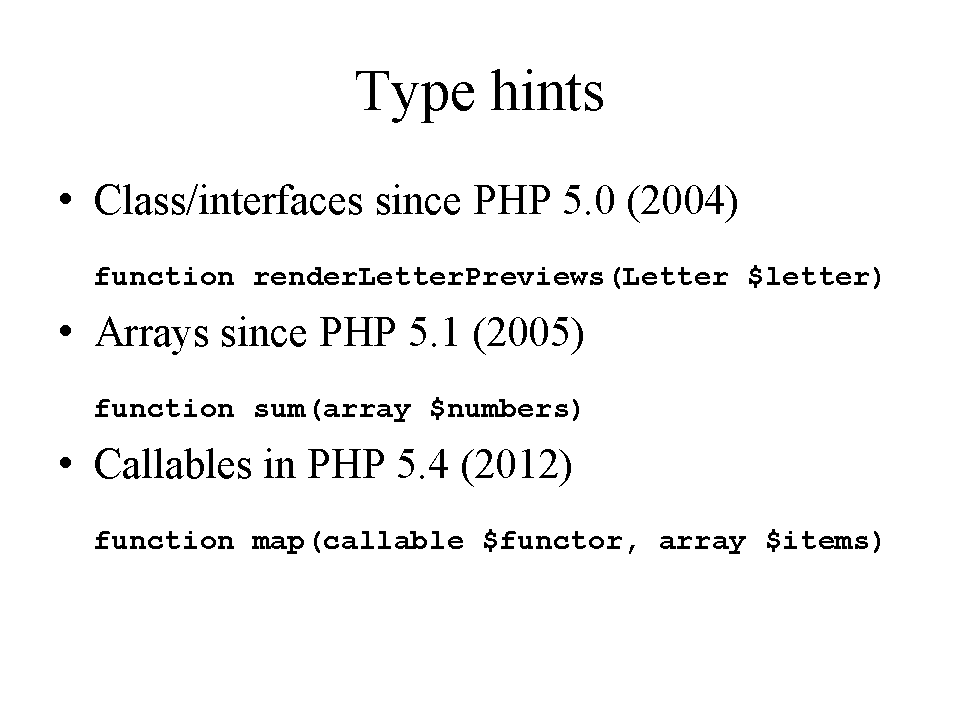 Type hints
• Class/interfaces since PHP 5.0 (2004)
function renderLetterPreviews(Letter $letter)
• Arrays since PHP 5.1 (2005)
function sum(array $numbers)
• Callables in PHP 5.4 (2012)
function map(callable $functor, array $items)